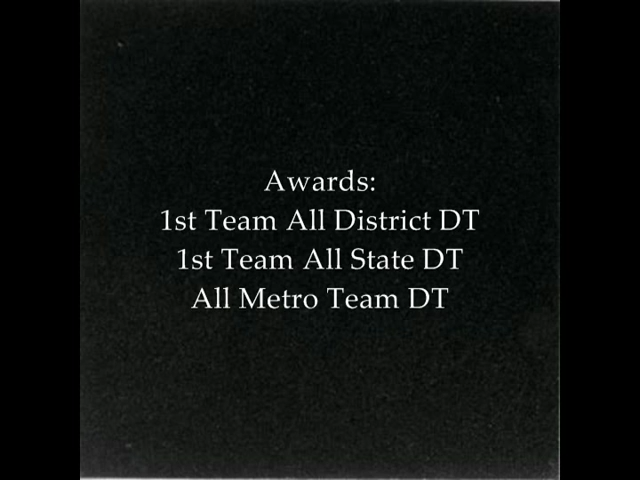 Awards:
1st Team All District DT
1st Team All State DT
All Metro Team DT